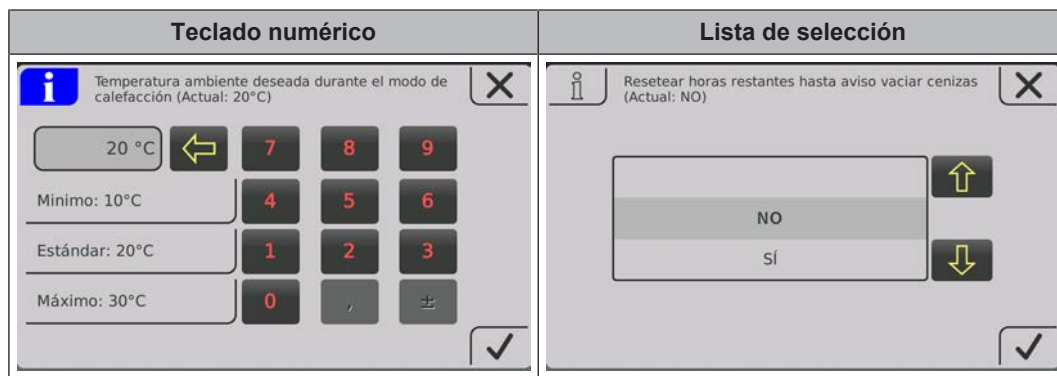 Teclado numérico
Lista de selección
i
Temperatura ambiente deseada durante el modo de
calefacción (Actual: 20°C)
20 °C
7 8 9
Minimo: 10°C
4 5 6
Estándar: 20°C
1 2 3
Máximo: 30°C
0 , ±
i
Resetear horas restantes hasta aviso vaciar cenizas
(Actual: NO)
NO
SÍ